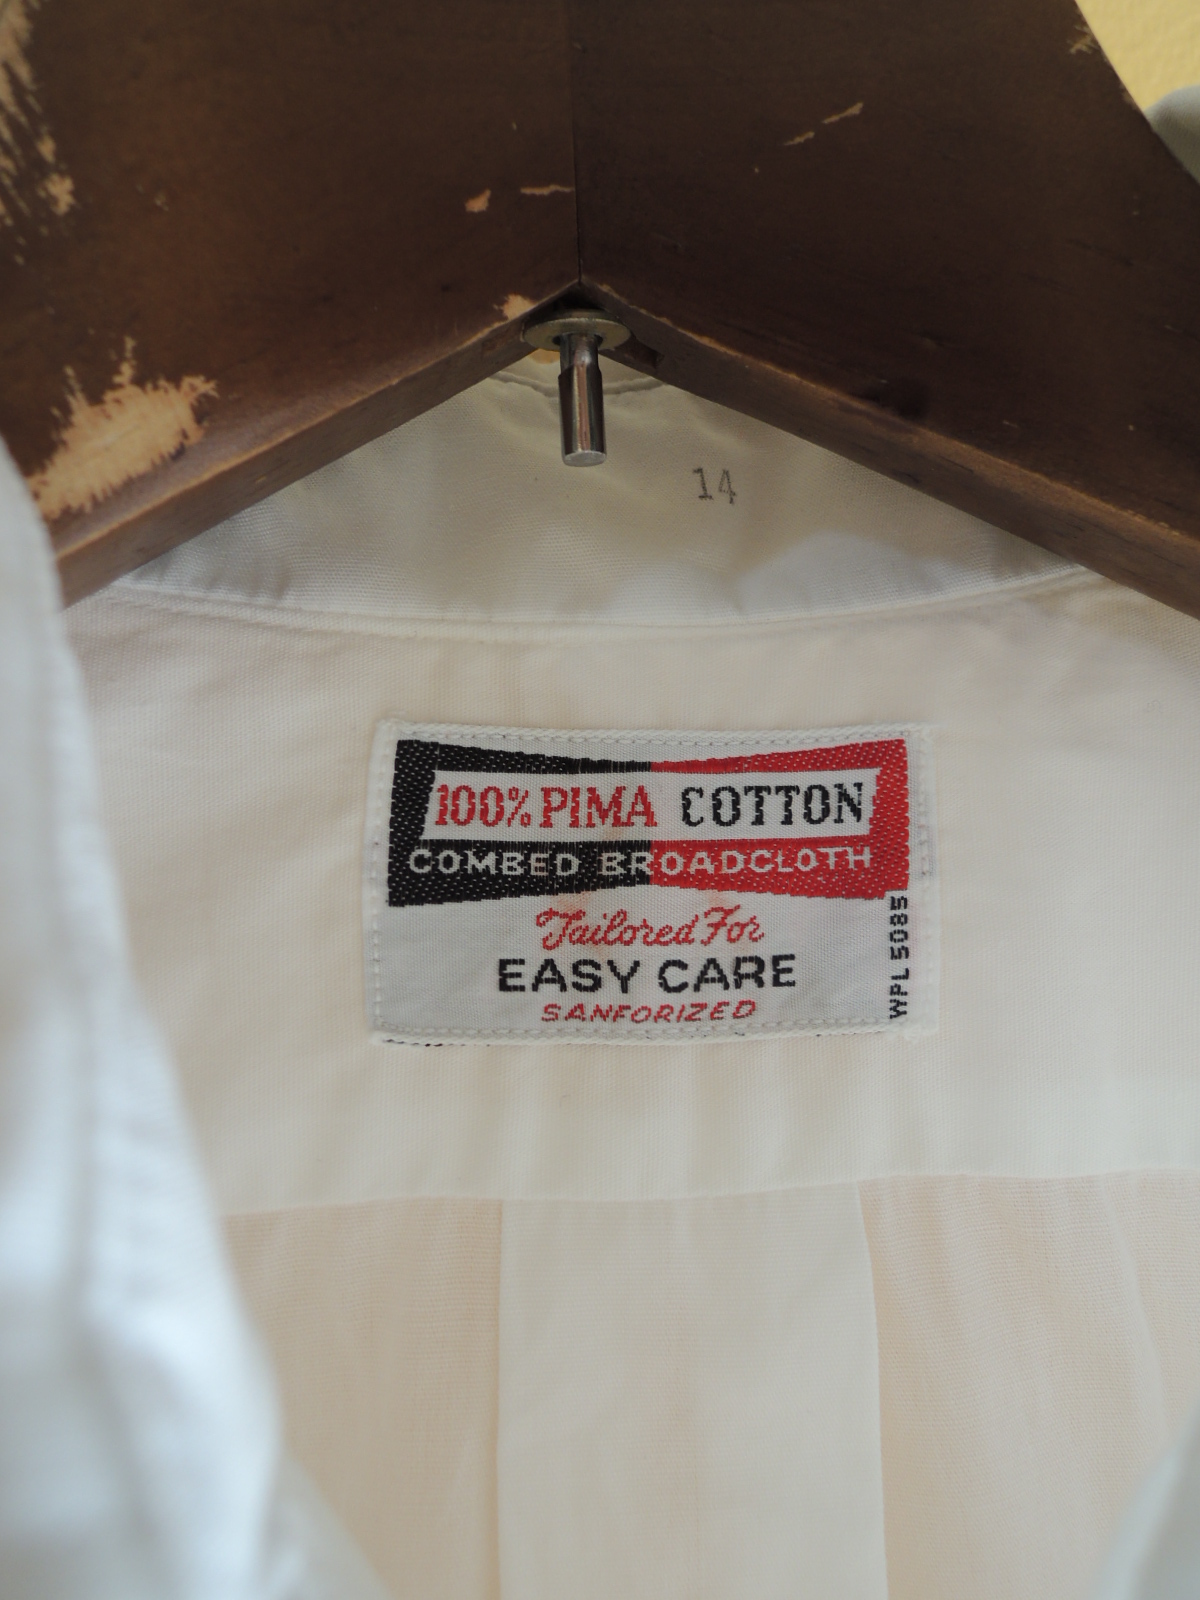 14
100% PIMA COTTON
COMBED BROADCLOTH
Tailored For
EASY CARE
SANFORIZED
WPL 5085